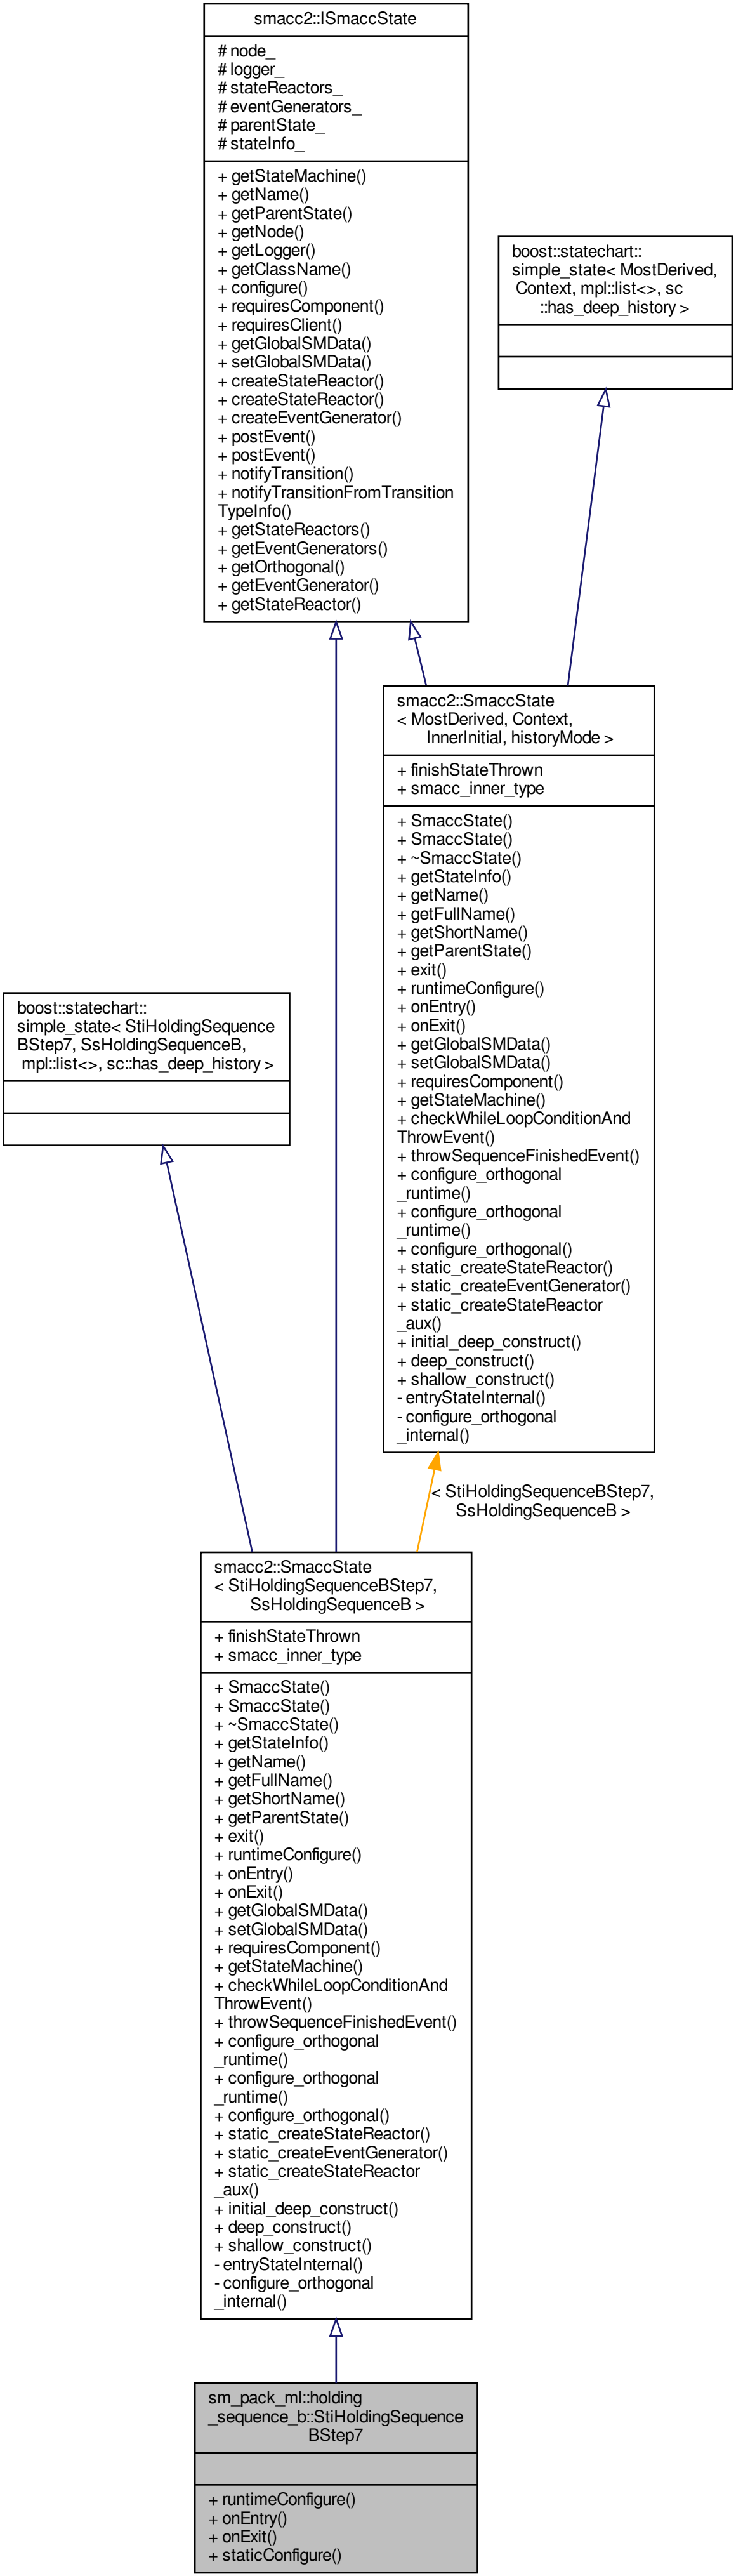 smacc2::ISmaccState
# node_
# logger_
# stateReactors_
# eventGenerators_
# parentState_
# stateInfo_
+ getStateMachine()
+ getName()
+ getParentState()
+ getNode()
+ getLogger()
+ getClassName()
+ configure()
+ requiresComponent()
+ requiresClient()
+ getGlobalSMData()
+ setGlobalSMData()
+ createStateReactor()
+ createStateReactor()
+ createEventGenerator()
+ postEvent()
+ postEvent()
+ notifyTransition()
+ notifyTransitionFromTransition
TypeInfo()
+ getStateReactors()
+ getEventGenerators()
+ getOrthogonal()
+ getEventGenerator()
+ getStateReactor()
boost::statechart::
simple_state< MostDerived,
Context, mpl::list<>, sc
::has_deep_history >
smacc2::SmaccState
< MostDerived, Context,
InnerInitial, historyMode >
+ finishStateThrown
+ smacc_inner_type
+ SmaccState()
+ SmaccState()
+ ~SmaccState()
+ getStateInfo()
+ getName()
+ getFullName()
+ getShortName()
+ getParentState()
+ exit()
+ runtimeConfigure()
+ onEntry()
+ onExit()
+ getGlobalSMData()
+ setGlobalSMData()
+ requiresComponent()
+ getStateMachine()
+ checkWhileLoopConditionAnd
ThrowEvent()
+ throwSequenceFinishedEvent()
+ configure_orthogonal
_runtime()
+ configure_orthogonal
_runtime()
+ configure_orthogonal()
+ static_createStateReactor()
+ static_createEventGenerator()
+ static_createStateReactor
_aux()
+ initial_deep_construct()
+ deep_construct()
+ shallow_construct()
- entryStateInternal()
- configure_orthogonal
_internal()
boost::statechart::
simple_state< StiHoldingSequence
BStep7, SsHoldingSequenceB,
mpl::list<>, sc::has_deep_history >
< StiHoldingSequenceBStep7,
SsHoldingSequenceB >
smacc2::SmaccState
< StiHoldingSequenceBStep7,
SsHoldingSequenceB >
+ finishStateThrown
+ smacc_inner_type
+ SmaccState()
+ SmaccState()
+ ~SmaccState()
+ getStateInfo()
+ getName()
+ getFullName()
+ getShortName()
+ getParentState()
+ exit()
+ runtimeConfigure()
+ onEntry()
+ onExit()
+ getGlobalSMData()
+ setGlobalSMData()
+ requiresComponent()
+ getStateMachine()
+ checkWhileLoopConditionAnd
ThrowEvent()
+ throwSequenceFinishedEvent()
+ configure_orthogonal
_runtime()
+ configure_orthogonal
_runtime()
+ configure_orthogonal()
+ static_createStateReactor()
+ static_createEventGenerator()
+ static_createStateReactor
_aux()
+ initial_deep_construct()
+ deep_construct()
+ shallow_construct()
- entryStateInternal()
- configure_orthogonal
_internal()
sm_pack_ml::holding
_sequence_b::StiHoldingSequence
BStep7
+ runtimeConfigure()
+ onEntry()
+ onExit()
+ staticConfigure()